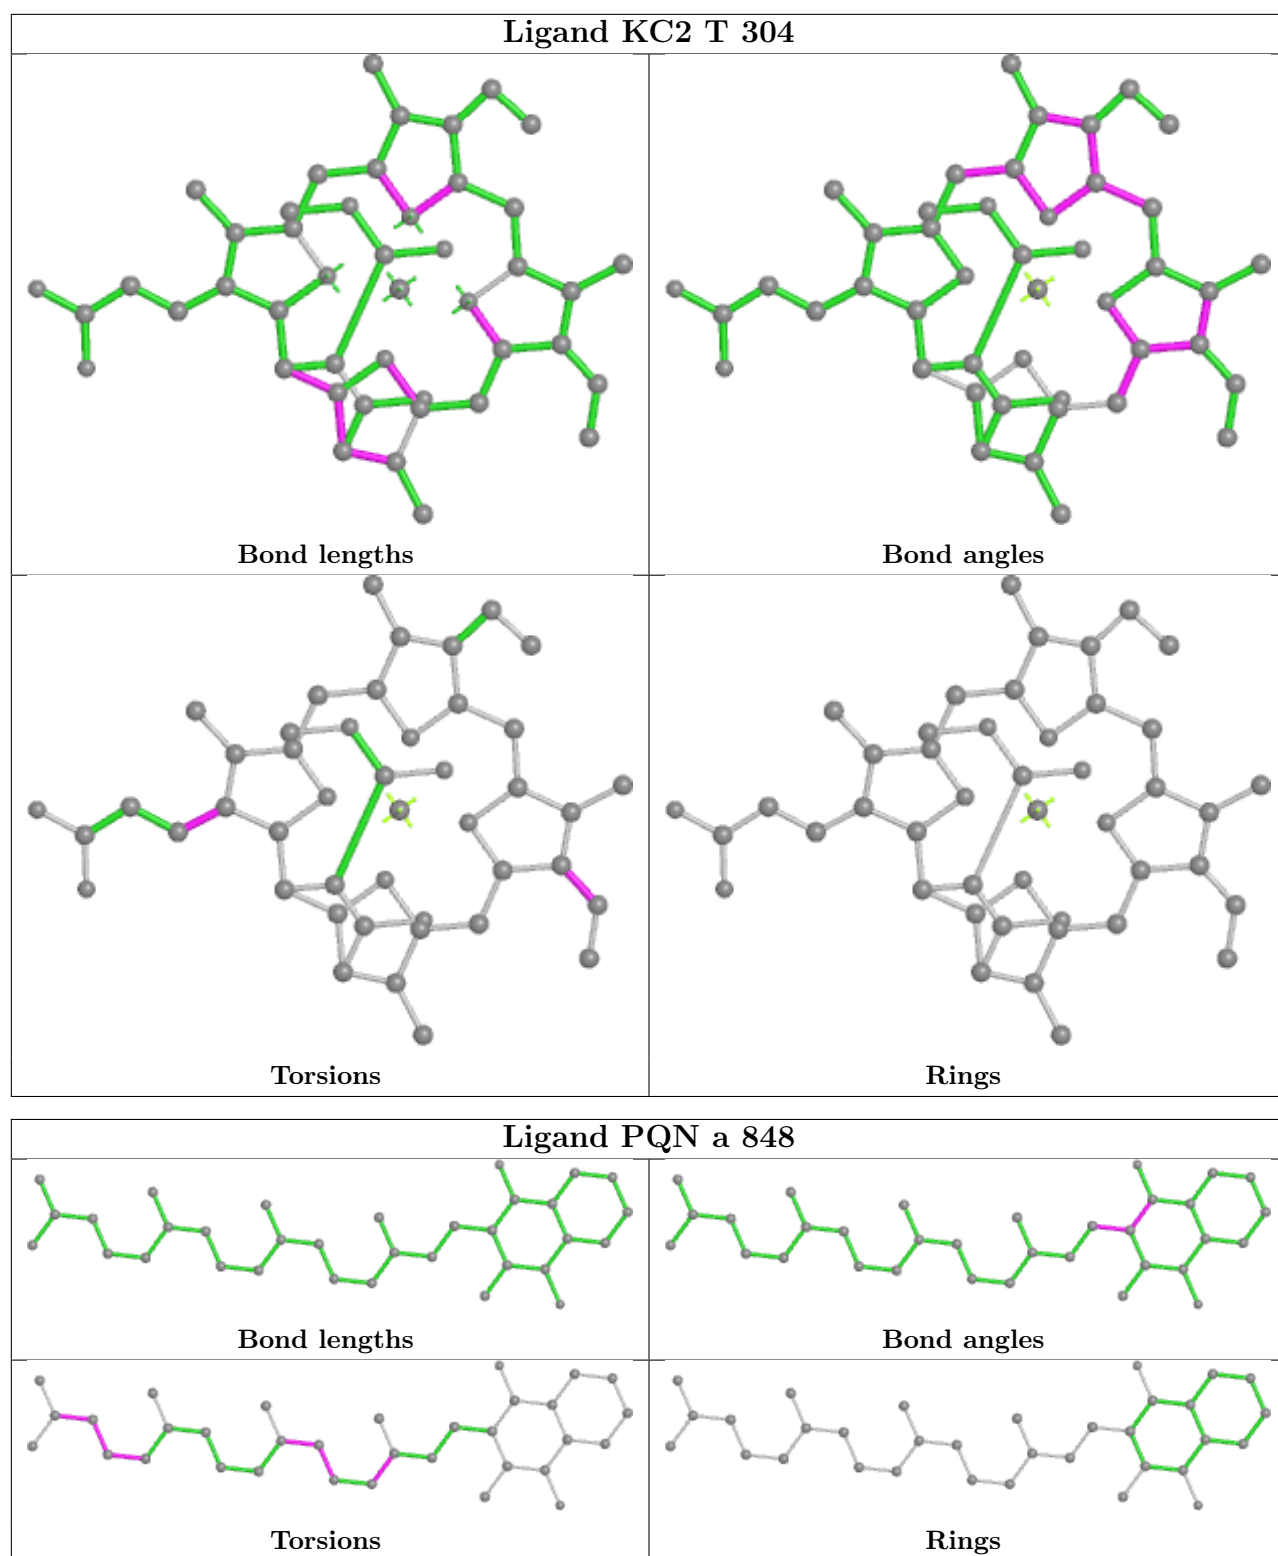 Ligand KC2 T 304
Bond lengths
Bond angles
Torsions
Rings
Ligand PQN a 848
Bond lengths
Bond angles
Torsions
Rings